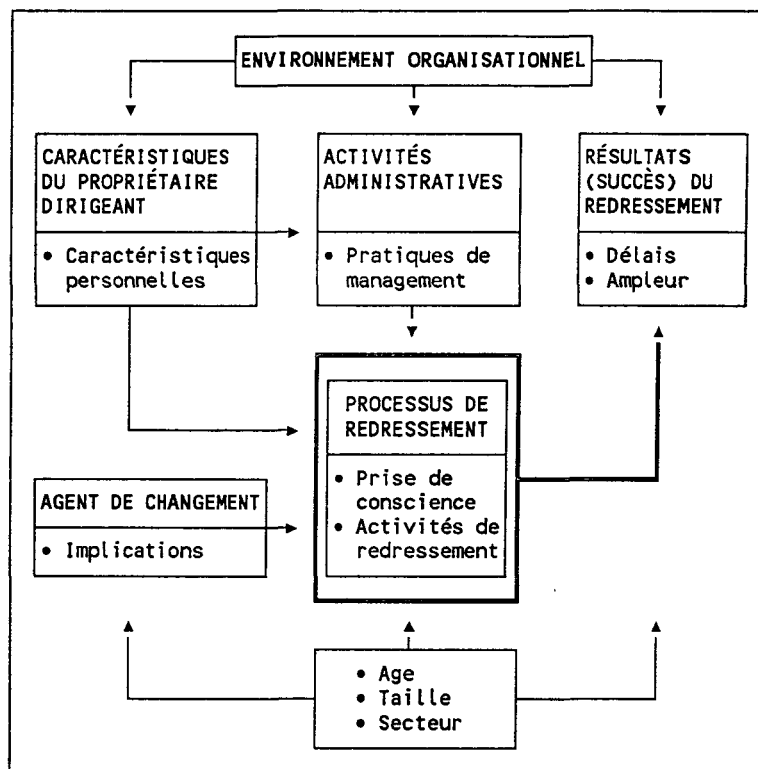 ENVIRONNEMENT ORGANISATIONNEL
CARACTÉRISTIQUES
DU PROPRIÉTAIRE
DIRIGEANT
• Caractéristiques
personnelles
ACTIVITÉS
ADMINISTRATIVES
• Pratiques de
management
RÉSULTATS
(SUCCÈS) DU
REDRESSEMENT
• Délais
• Ampleur
PROCESSUS DE
REDRESSEMENT
• Prise de
conscience
• Activités de
redressement
AGENT DE CHANGEMENT
• Implications
• Age
• Taille
• Secteur